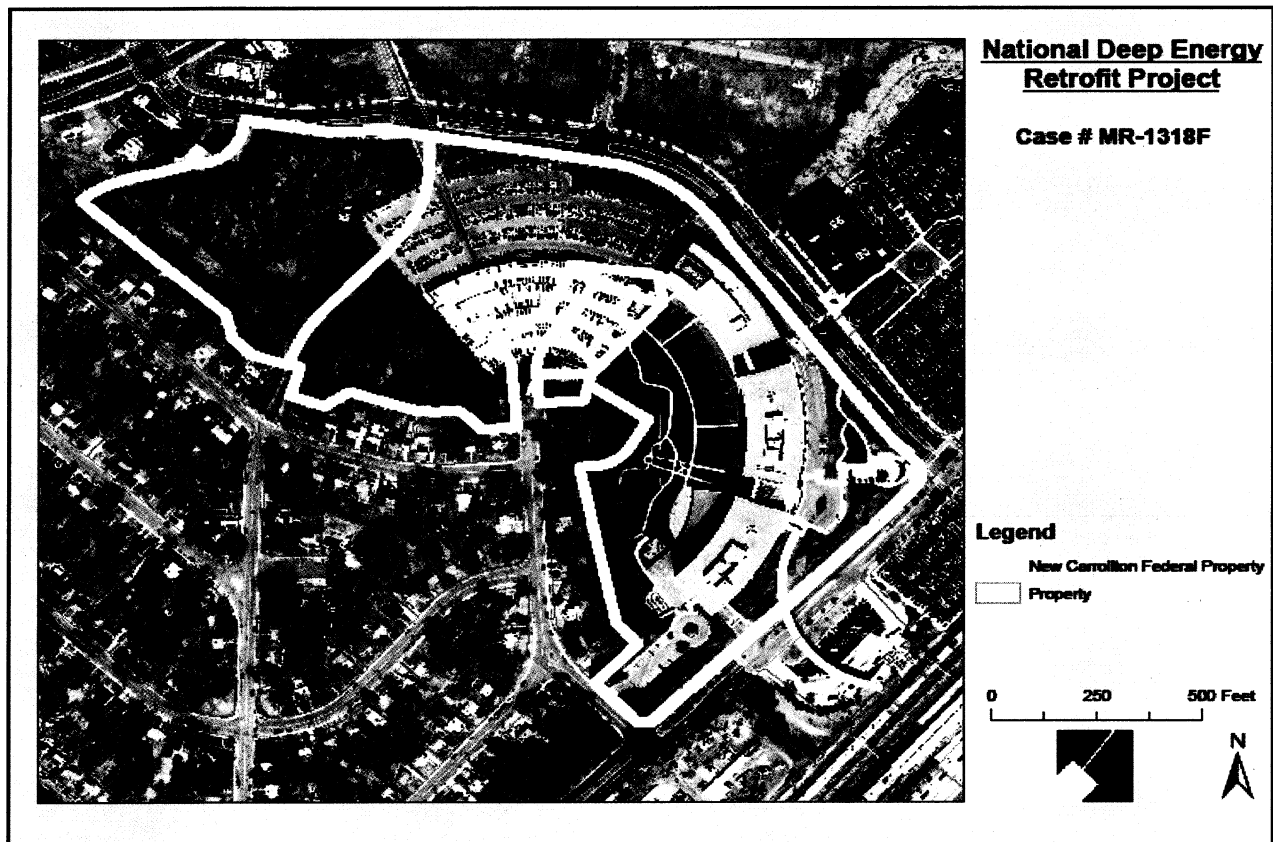 National Deep Energy
Retrofit Project
Case # MR-1318F
Legend
New Carrollton Federal Property
Property
0 250 500 Feet
N